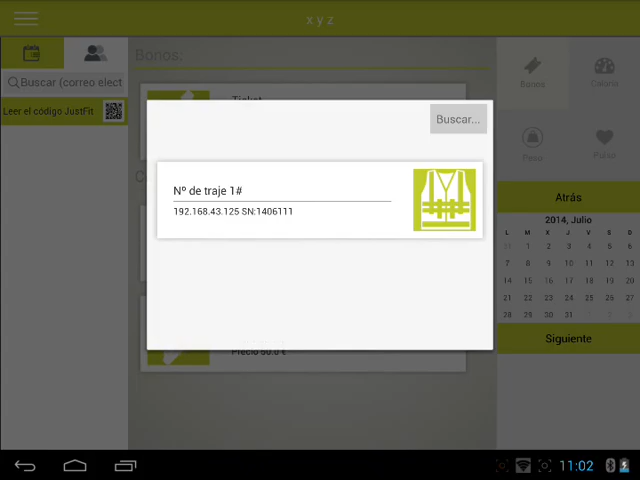 x y z
Buscar (correo elect
Leer el código JustFit
Bonos:
Ticket
Buscar...
Nº de traje 1#
192.168.43.125 SN:1406111
Precio 50.0 €
Bonos
Caloría
Peso
Pulso
Atrás
2014, Julio
L M X J V S D
30 1 2 3 4 5 6
7 8 9 10 11 12 13
14 15 16 17 18 19 20
21 22 23 24 25 26 27
28 29 30 31 1 2 3
Siguiente
11:02